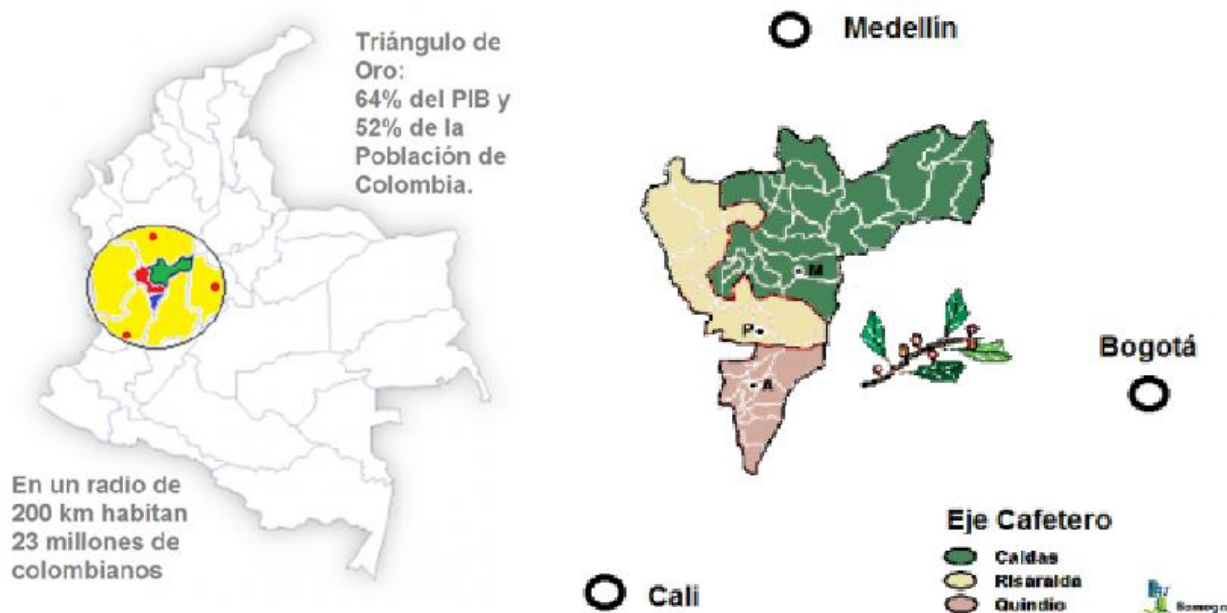 Triángulo de
Oro:
64% del PIB y
52% de la
Población de
Colombia.
En un radio de
200 km habitan
23 millones de
colombianos
Medellín
M
P
A
Bogotá
Cali
Eje Cafetero
Caldas
Risaralda
Quindio